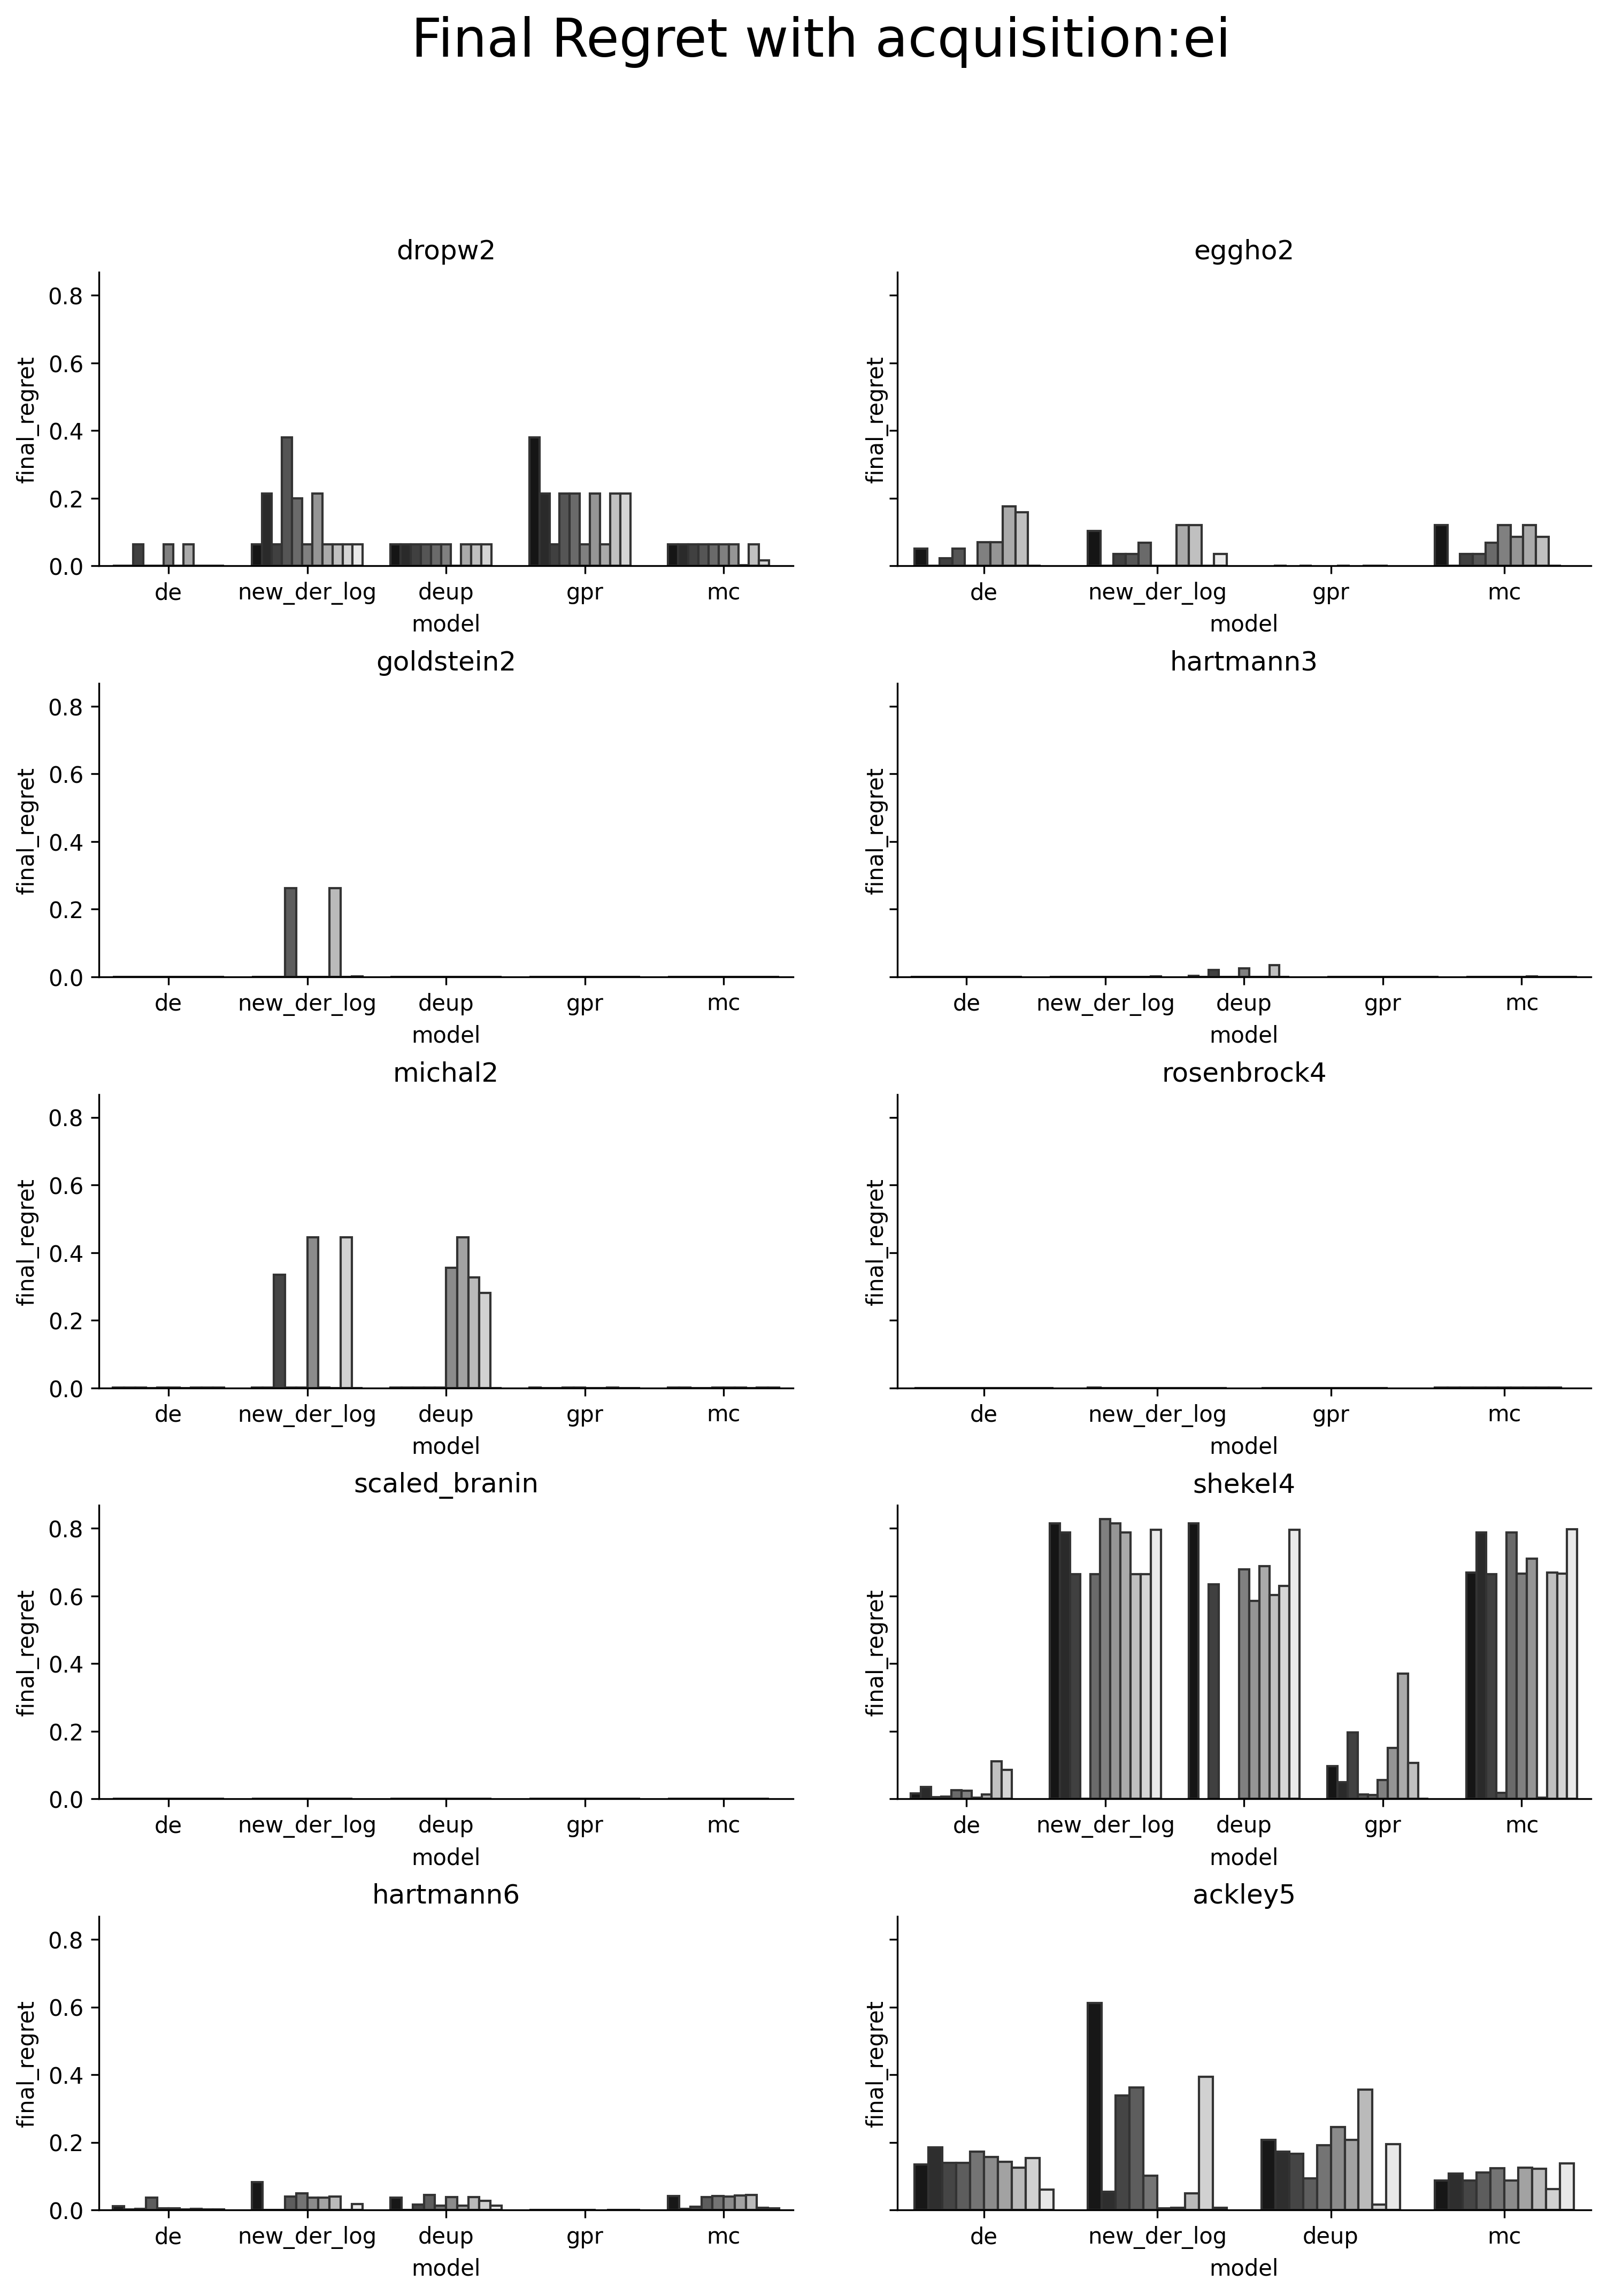 Final Regret with acquisition:ei
dropw2
final_regret
0.8
0.6
0.4
0.2
0.0
de new_der_log deup gpr mc
model
eggho2
final_regret
de new_der_log gpr mc
model
goldstein2
final_regret
0.8
0.6
0.4
0.2
0.0
de new_der_log deup gpr mc
model
hartmann3
final_regret
de new_der_log deup gpr mc
model
michal2
final_regret
0.8
0.6
0.4
0.2
0.0
de new_der_log deup gpr mc
model
rosenbrock4
final_regret
de new_der_log gpr mc
model
scaled_branin
final_regret
0.8
0.6
0.4
0.2
0.0
de new_der_log deup gpr mc
model
shekel4
final_regret
de new_der_log deup gpr mc
model
hartmann6
final_regret
0.8
0.6
0.4
0.2
0.0
de new_der_log deup gpr mc
model
ackley5
final_regret
de new_der_log deup mc
model